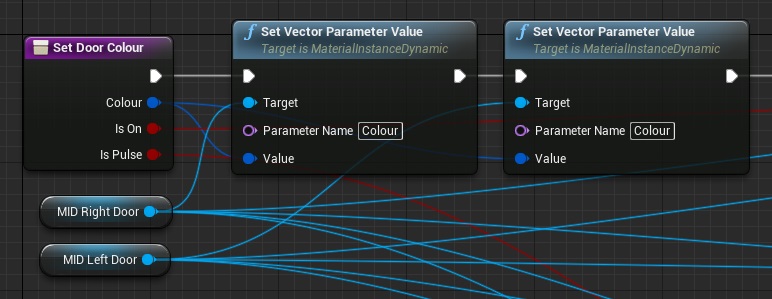 Set Door Colour
Colour
Is On
Is Pulse
MID Right Door
MID Left Door
f Set Vector Parameter Value
Target is MaterialInstanceDynamic
Target
Parameter Name Colour
Value
f Set Vector Parameter Value
Target is MaterialInstanceDynamic
Target
Parameter Name Colour
Value